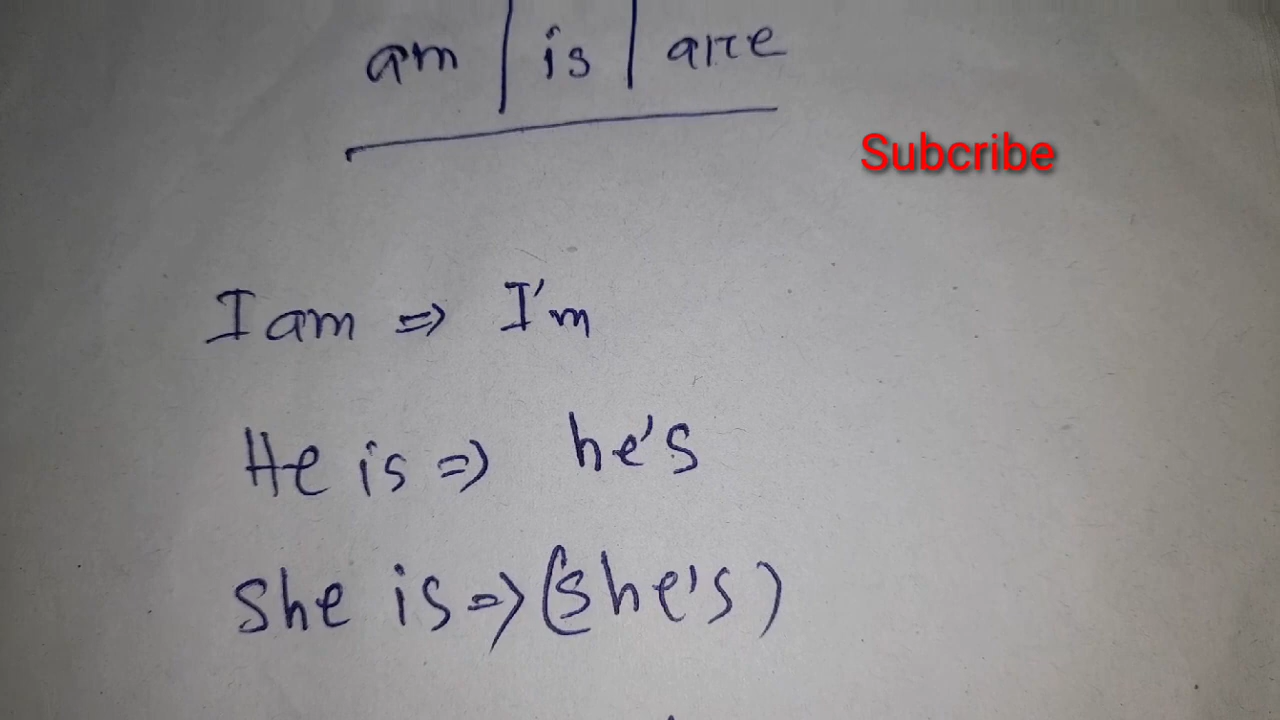 am | is | are
Subcribe
I am => I'm
He is => he's
She is => (she's)